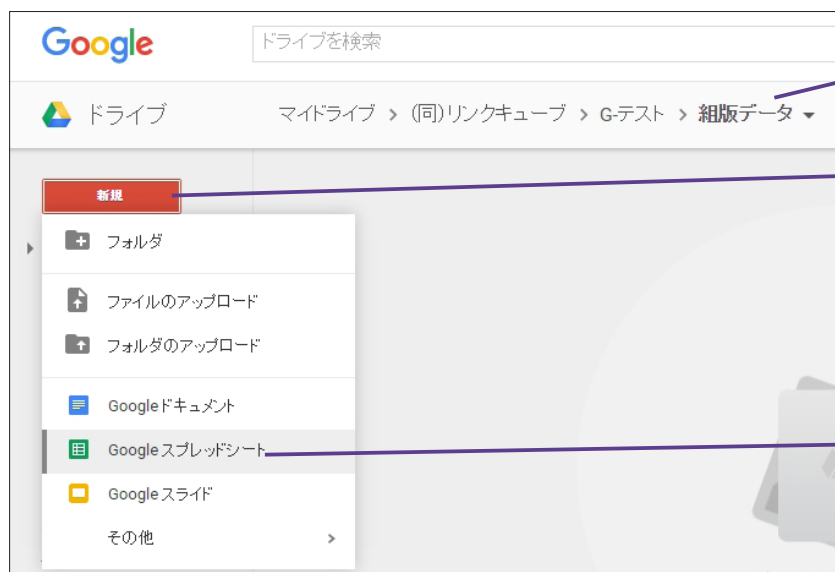 Google
ドライブを検索
ドライブ
マイドライブ > (同)リンクキューブ > G-テスト > 組版データ
新規
フォルダ
ファイルのアップロード
フォルダのアップロード
Googleドキュメント
Googleスプレッドシート
Googleスライド
その他